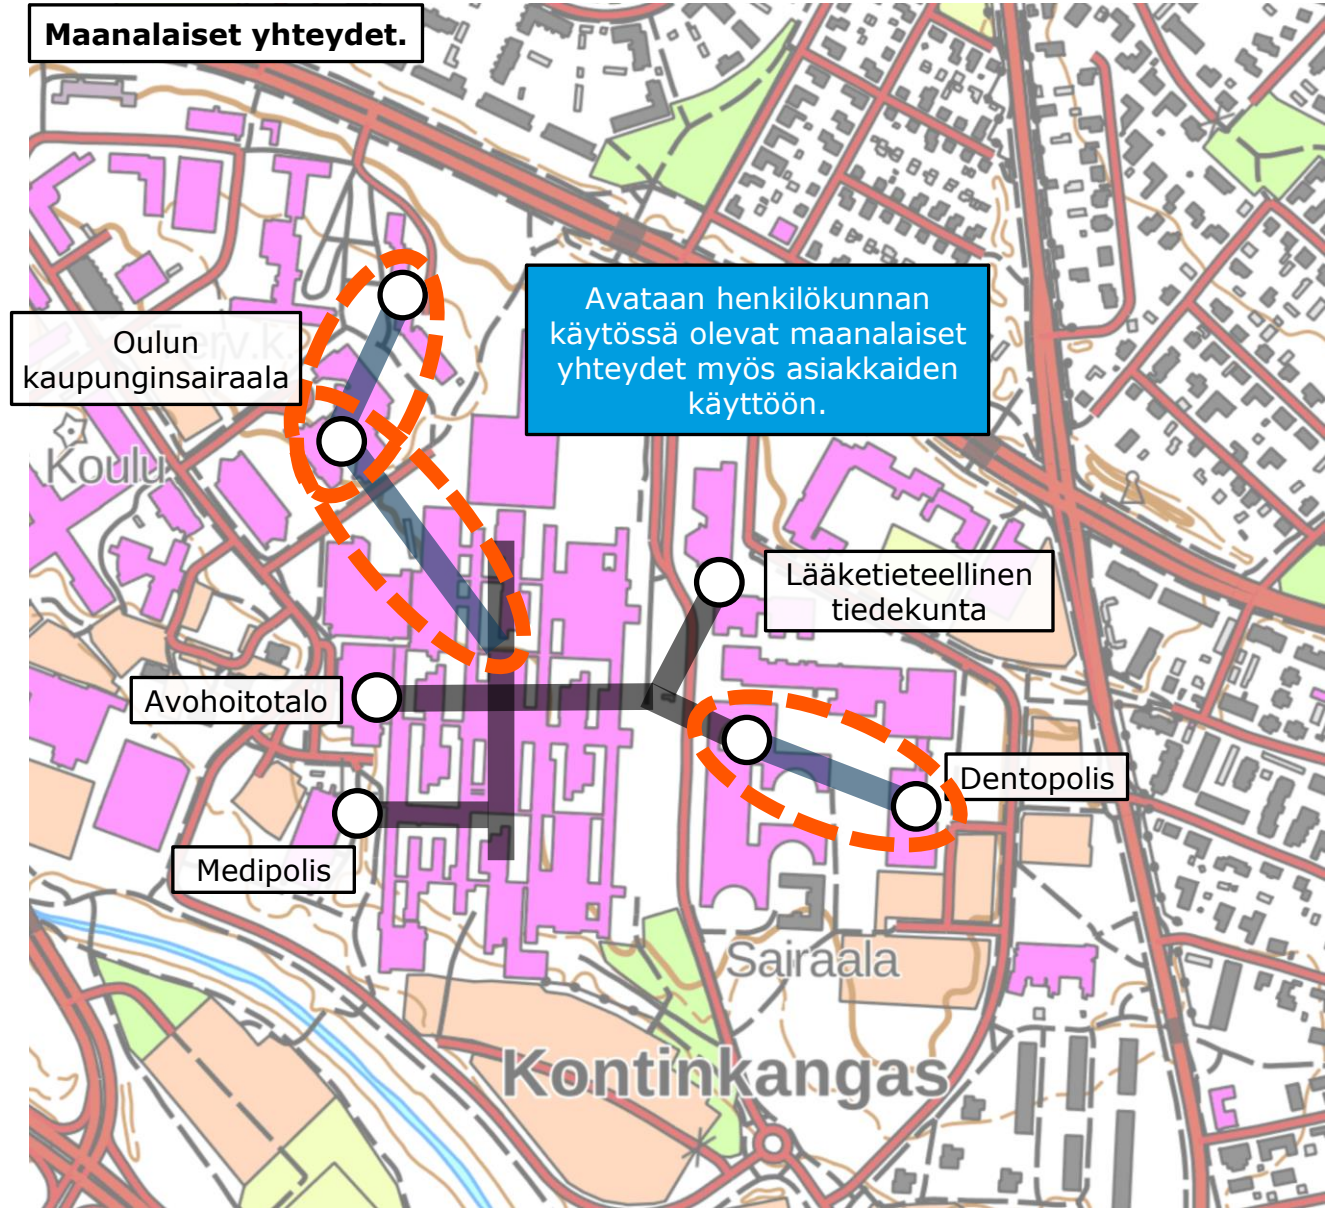 Maanalaiset yhteydet.
Avataan henkilökunnan
käytössä olevat maanalaiset
yhteydet myös asiakkaiden
käyttöön.
Oulun
kaupunginsairaala
Terv.k.
Koulu
Lääketieteellinen
tiedekunta
Avohoitotalo
Dentopolis
Medipolis
Sairaala
Kontinkangas